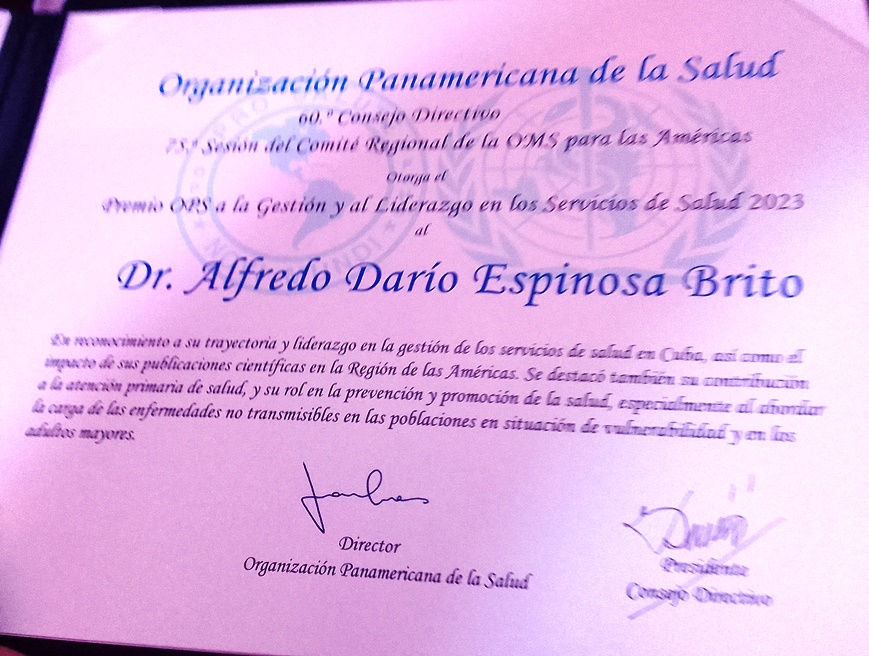 Organización Panamericana de la Salud
60.º Consejo Directivo
75.ª Sesión del Comité Regional de la OMS para las Américas
Otorga el
Premio OPS a la Gestión y al Liderazgo en los Servicios de Salud 2023
al
Dr. Alfredo Darío Espinosa Brito
En reconocimiento a su trayectoria y liderazgo en la gestión de los servicios de salud en Cuba, así como el
impacto de sus publicaciones científicas en la Región de las Américas. Se destacó también su contribución
a la atención primaria de salud, y su rol en la prevención y promoción de la salud, especialmente al abordar
la carga de las enfermedades no transmisibles en las poblaciones en situación de vulnerabilidad y en los
adultos mayores.
Director
Organización Panamericana de la Salud
Presidente
Consejo Directivo